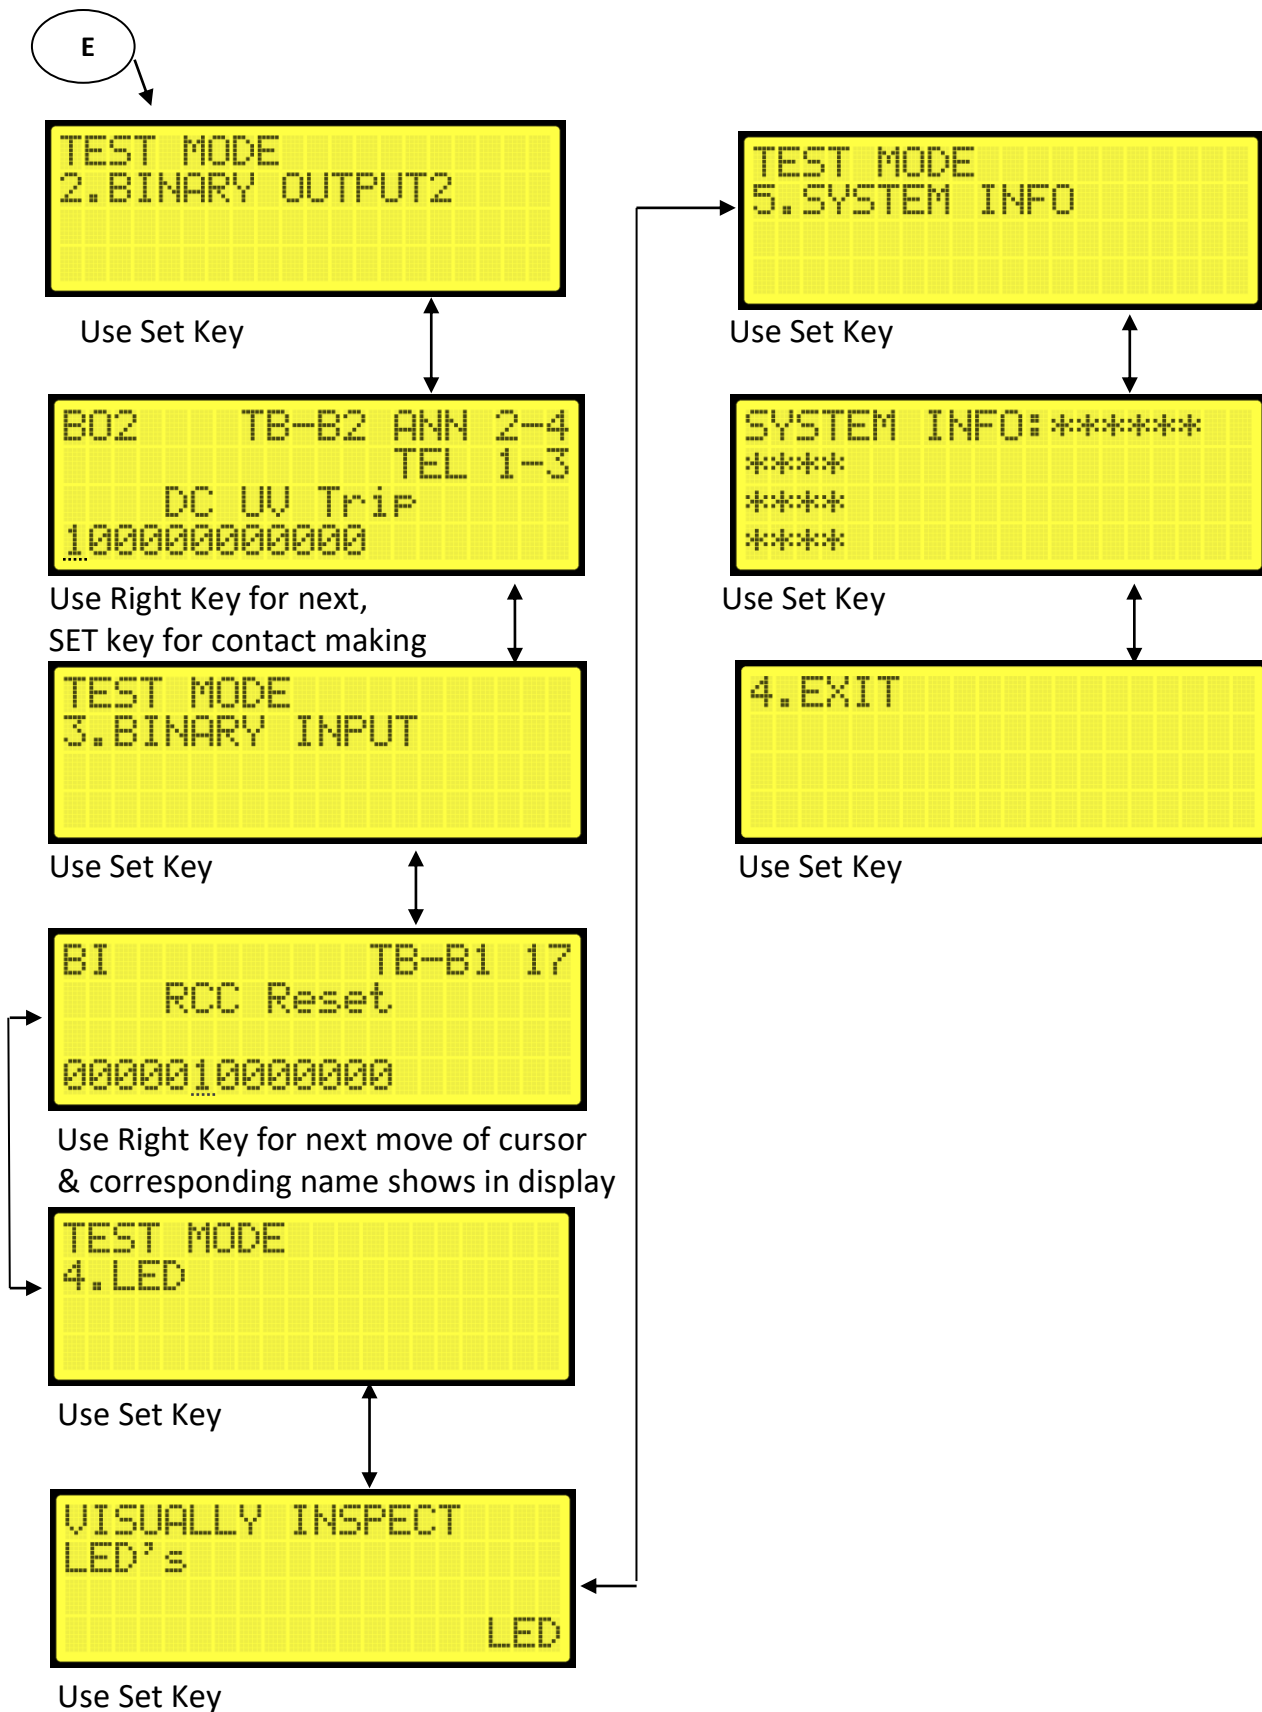 E
TEST MODE
2.BINARY OUTPUT2
Use Set Key
BO2 TB-B2 ANN 2-4
TEL 1-3
DC UV Trip
100000000000
Use Right Key for next,
SET key for contact making
TEST MODE
3.BINARY INPUT
Use Set Key
BI TB-B1 17
RCC Reset
0000010000000
Use Right Key for next move of cursor
& corresponding name shows in display
TEST MODE
4.LED
Use Set Key
VISUALLY INSPECT
LED's
LED
Use Set Key
TEST MODE
5.SYSTEM INFO
Use Set Key
SYSTEM INFO:******
****
****
****
Use Set Key
4.EXIT
Use Set Key